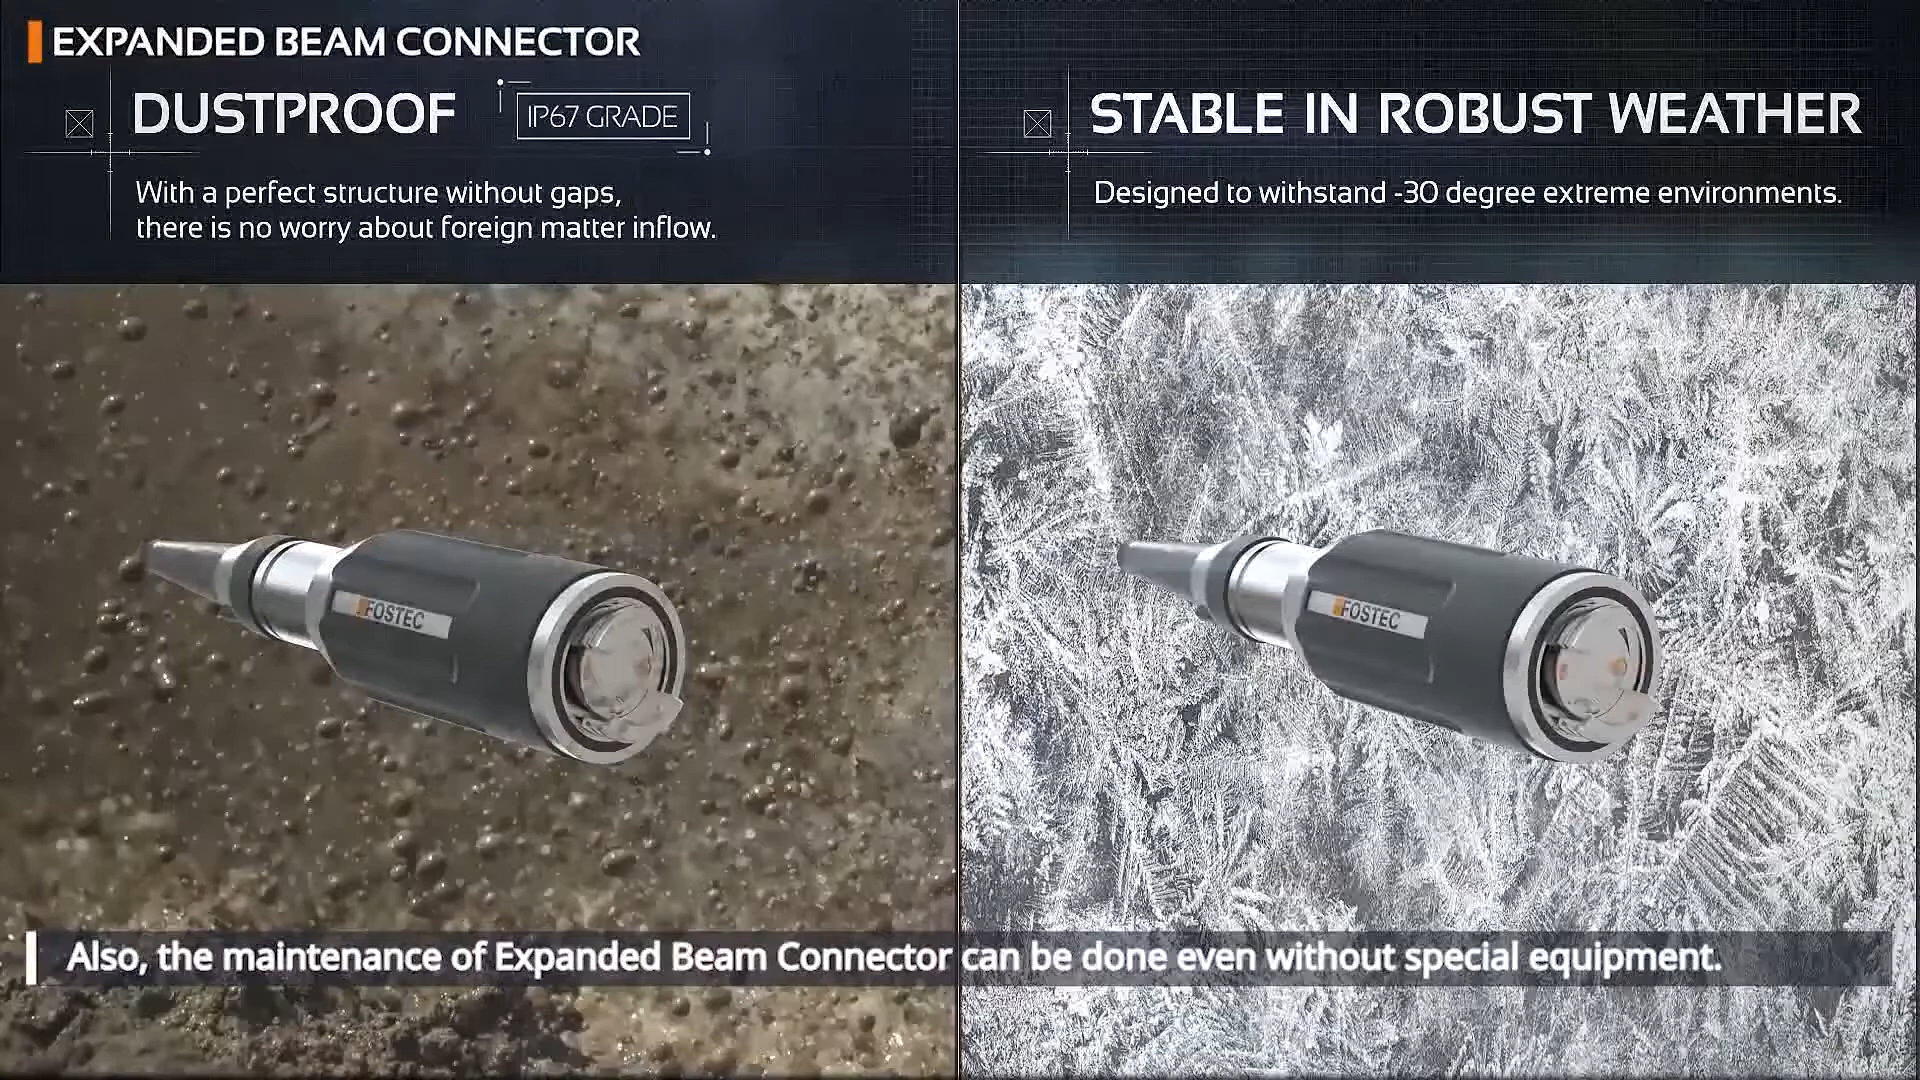 EXPANDED BEAM CONNECTOR
DUSTPROOF
IP67 GRADE
With a perfect structure without gaps,
there is no worry about foreign matter inflow.
STABLE IN ROBUST WEATHER
Designed to withstand -30 degree extreme environments.
FOSTEC
FOSTEC
Also, the maintenance of Expanded Beam Connector can be done even without special equipment.